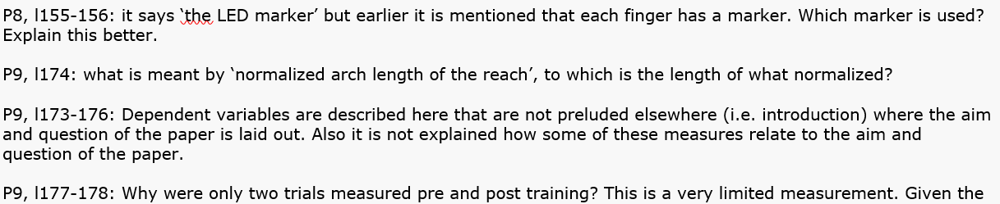 P8, l155-156: it says ‵the LED marker’ but earlier it is mentioned that each finger has a marker. Which marker is used?
Explain this better.
P9, l174: what is meant by ‵normalized arch length of the reach’, to which is the length of what normalized?
P9, l173-176: Dependent variables are described here that are not preluded elsewhere (i.e. introduction) where the aim
and question of the paper is laid out. Also it is not explained how some of these measures relate to the aim and
question of the paper.
P9, l177-178: Why were only two trials measured pre and post training? This is a very limited measurement. Given the